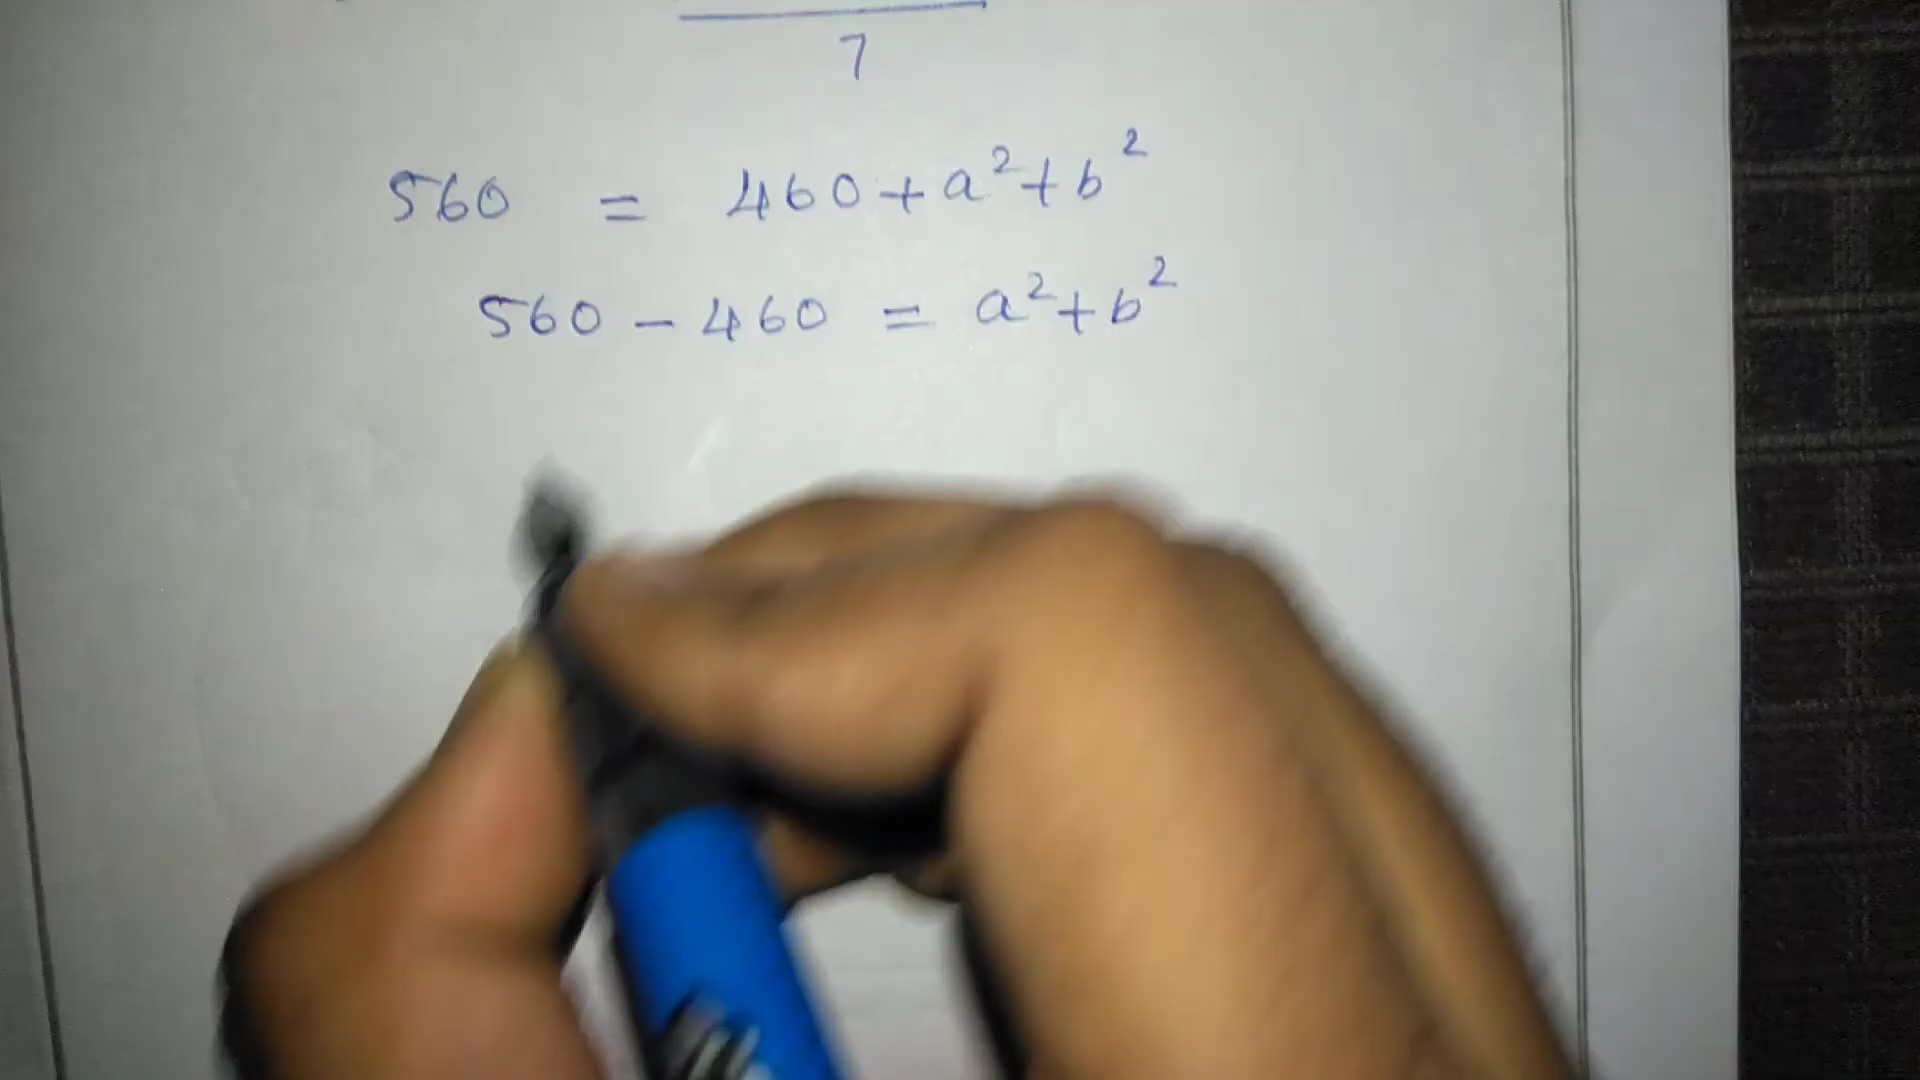 7
560 = 460 + a² + b²
560 - 460 = a² + b²